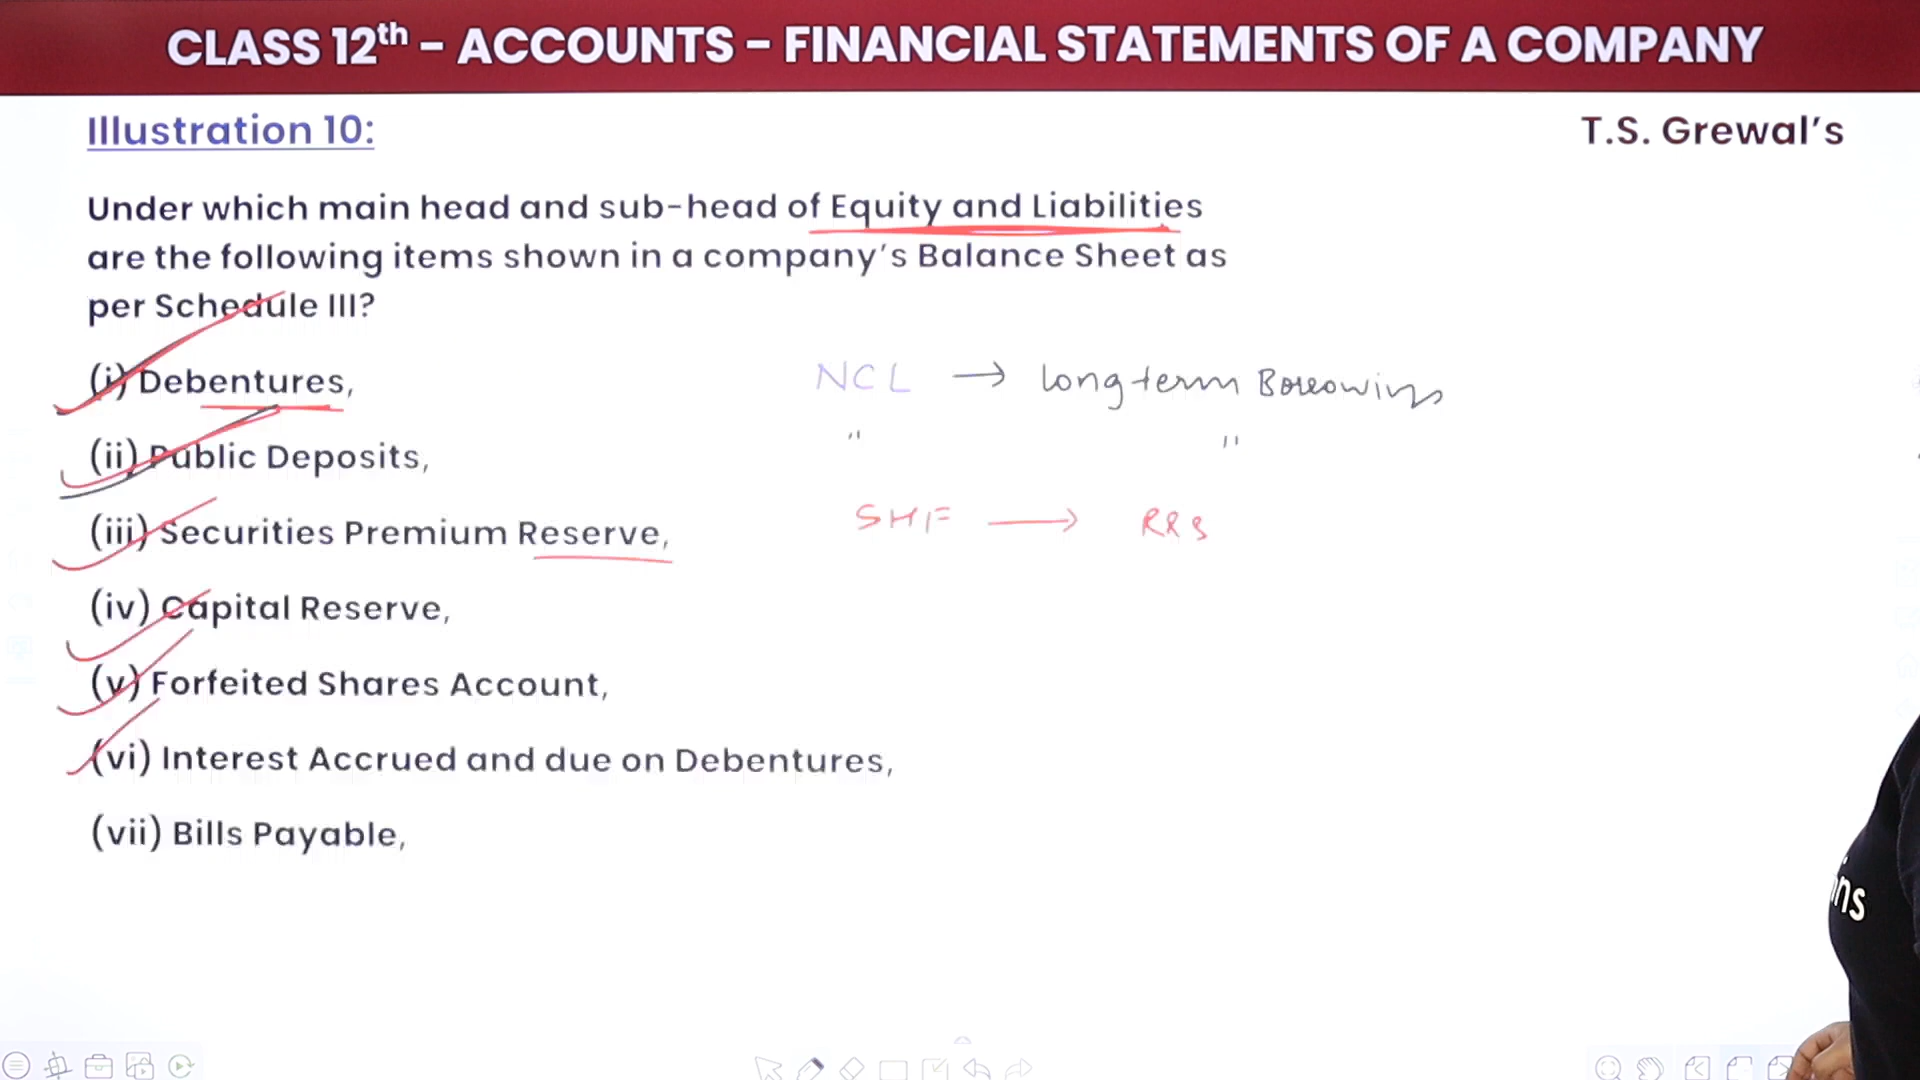 CLASS 12th – ACCOUNTS – FINANCIAL STATEMENTS OF A COMPANY
Illustration 10:
T.S. Grewal's
Under which main head and sub-head of Equity and Liabilities
are the following items shown in a company's Balance Sheet as
per Schedule III?
(i) Debentures,
NCL → Long term Borrowings
(ii) Public Deposits,
" "
(iii) Securities Premium Reserve,
SHF → R&S
(iv) Capital Reserve,
(v) Forfeited Shares Account,
(vi) Interest Accrued and due on Debentures,
(vii) Bills Payable,